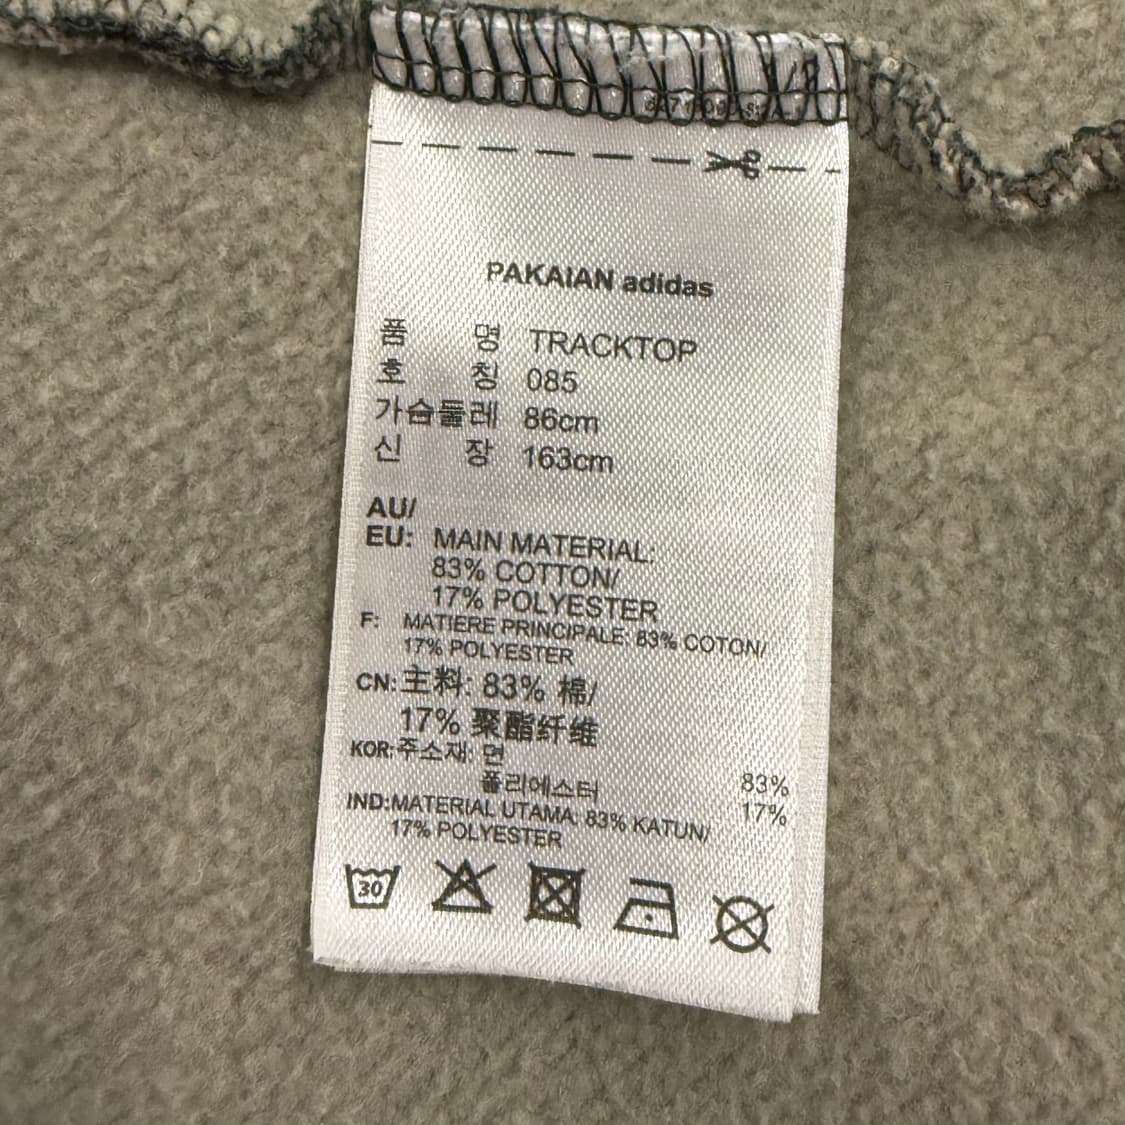 PAKAIAN adidas
품 명 TRACKTOP
호 칭 085
가슴둘레 86cm
신 장 163cm
AU/
EU: MAIN MATERIAL:
83% COTTON/
17% POLYESTER
F: MATIERE PRINCIPALE: 83% COTON/
17% POLYESTER
CN: 主料: 83% 棉/
17% 聚酯纤维
KOR: 주소재: 면 83%
폴리에스터 17%
IND: MATERIAL UTAMA: 83% KATUN/
17% POLYESTER
30